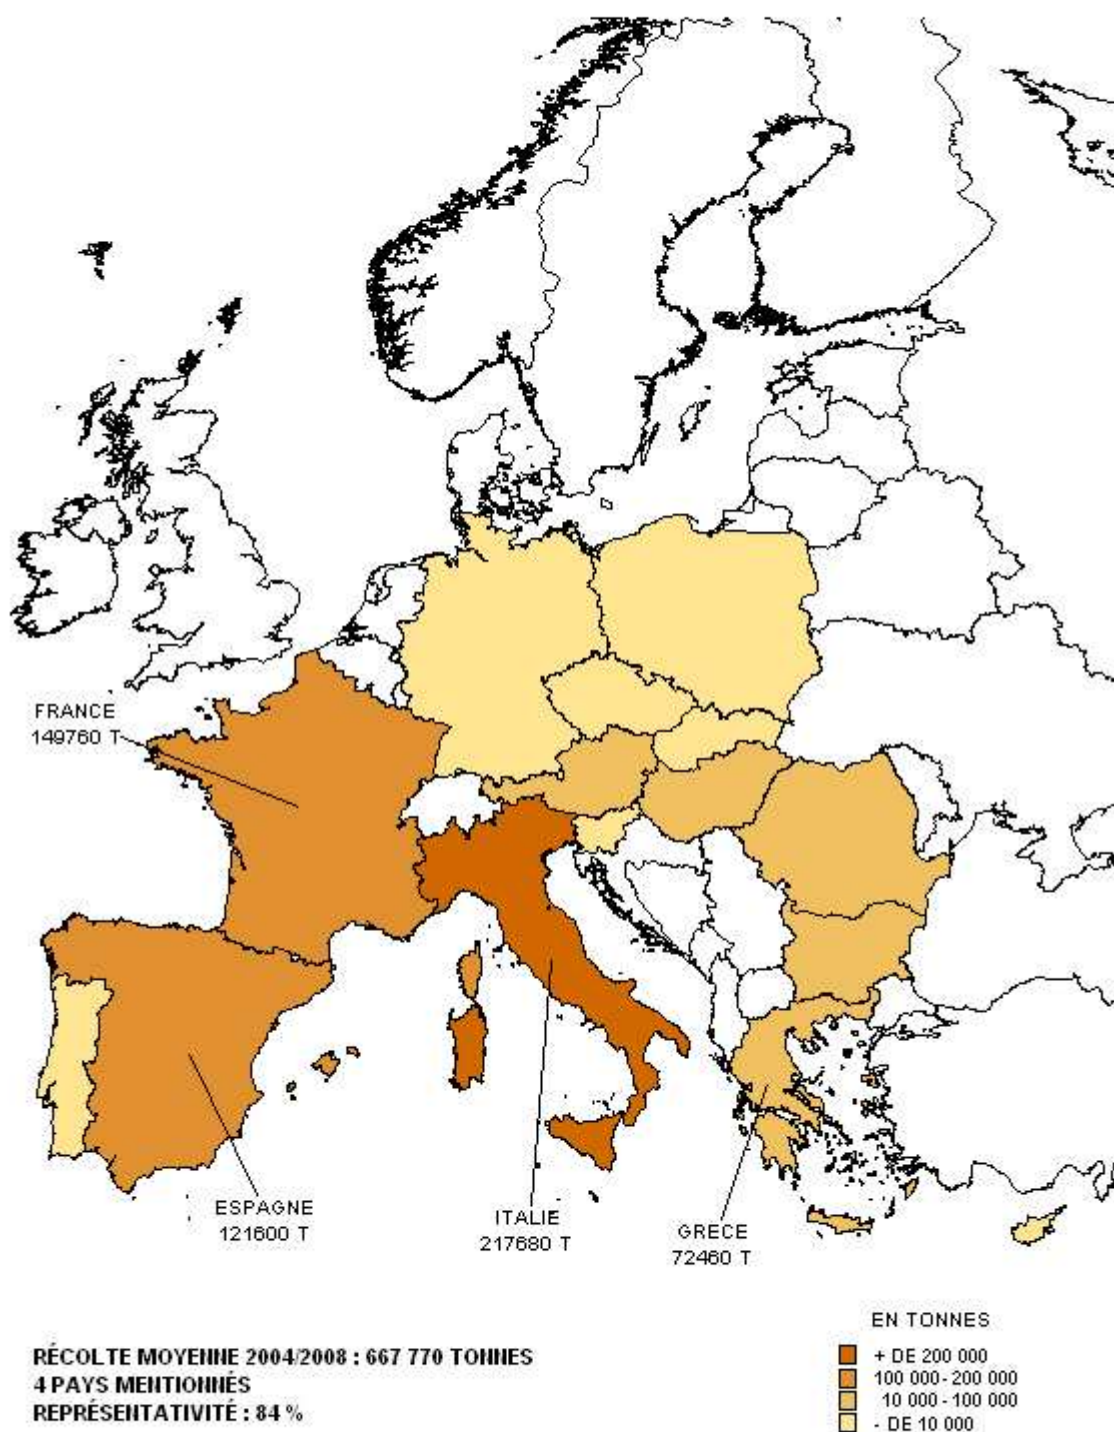 FRANCE
149760 T
ESPAGNE
121600 T
ITALIE
217680 T
GRECE
72460 T
EN TONNES
+ DE 200 000
100 000 - 200 000
10 000 - 100 000
- DE 10 000
RÉCOLTE MOYENNE 2004/2008 : 667 770 TONNES
4 PAYS MENTIONNÉS
REPRÉSENTATIVITÉ : 84 %